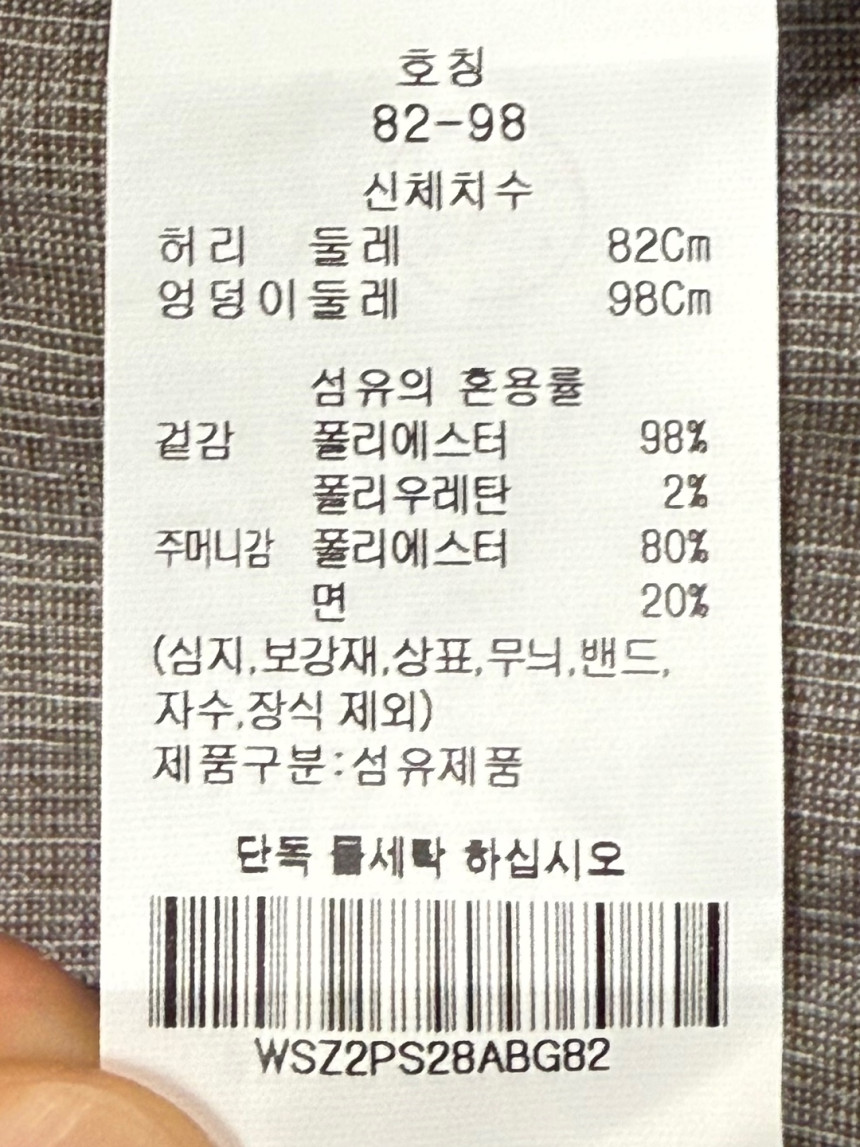 호칭
82-98
신체치수
허리 둘레 82Cm
엉덩이둘레 98Cm
섬유의 혼용률
겉감 폴리에스터 98%
폴리우레탄 2%
주머니감 폴리에스터 80%
면 20%
(심지,보강재,상표,무늬,밴드,
자수,장식 제외)
제품구분:섬유제품
단독 물세탁 하십시오
WSZ2PS28ABG82